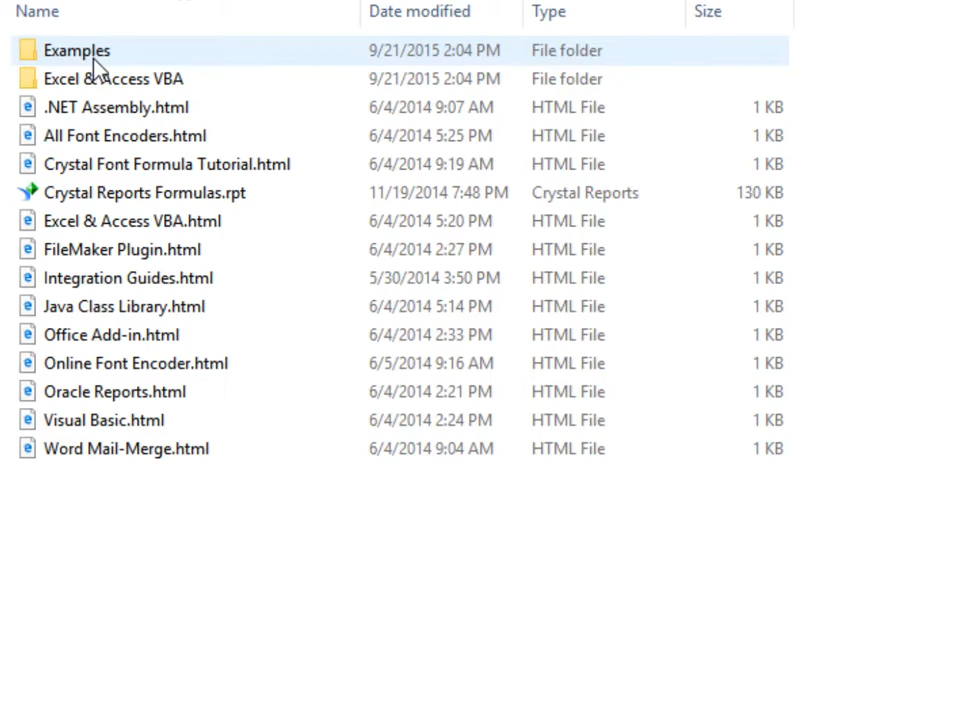 Name Date modified Type Size
Examples 9/21/2015 2:04 PM File folder
Excel & Access VBA 9/21/2015 2:04 PM File folder
.NET Assembly.html 6/4/2014 9:07 AM HTML File 1 KB
All Font Encoders.html 6/4/2014 5:25 PM HTML File 1 KB
Crystal Font Formula Tutorial.html 6/4/2014 9:19 AM HTML File 1 KB
Crystal Reports Formulas.rpt 11/19/2014 7:48 PM Crystal Reports 130 KB
Excel & Access VBA.html 6/4/2014 5:20 PM HTML File 1 KB
FileMaker Plugin.html 6/4/2014 2:27 PM HTML File 1 KB
Integration Guides.html 5/30/2014 3:50 PM HTML File 1 KB
Java Class Library.html 6/4/2014 5:14 PM HTML File 1 KB
Office Add-in.html 6/4/2014 2:33 PM HTML File 1 KB
Online Font Encoder.html 6/5/2014 9:16 AM HTML File 1 KB
Oracle Reports.html 6/4/2014 2:21 PM HTML File 1 KB
Visual Basic.html 6/4/2014 2:24 PM HTML File 1 KB
Word Mail-Merge.html 6/4/2014 9:04 AM HTML File 1 KB